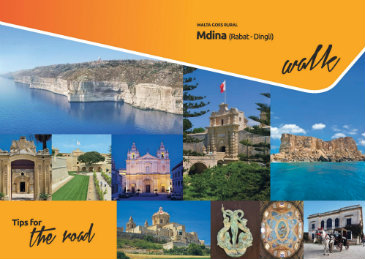 MALTA GOES RURAL
Mdina (Rabat - Dingli)
walk
Tips for
the road